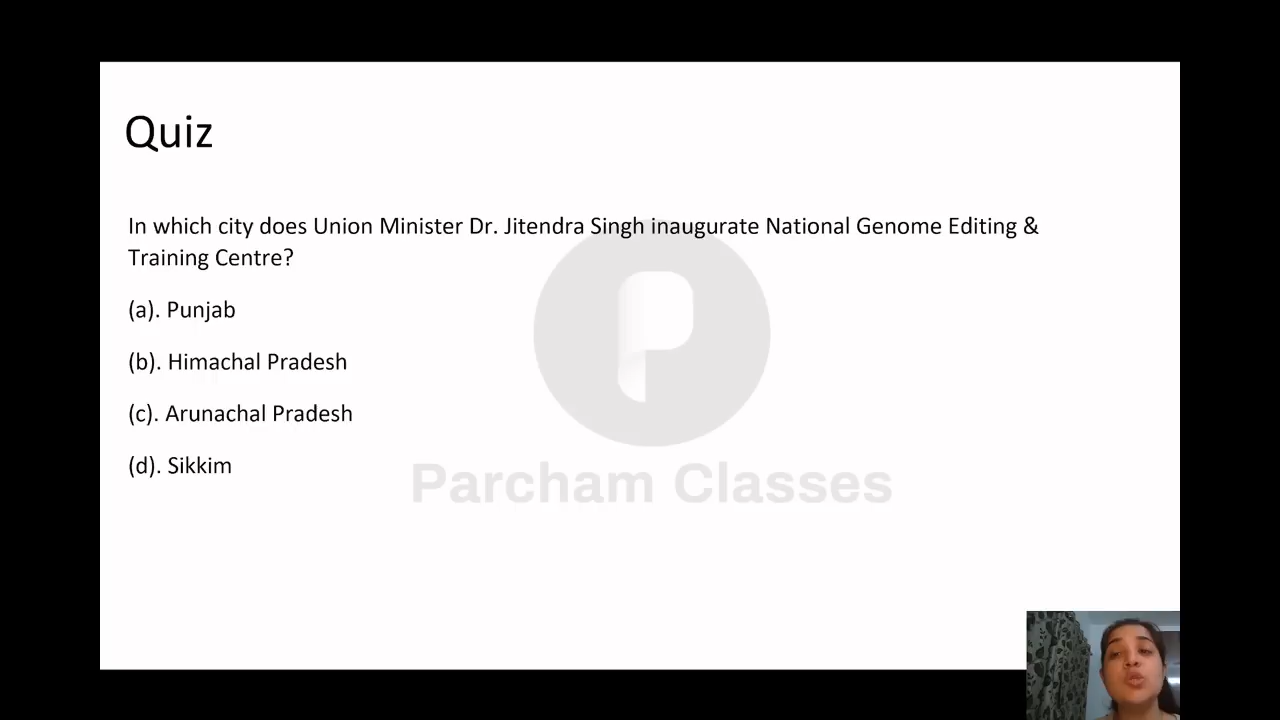 Quiz
In which city does Union Minister Dr. Jitendra Singh inaugurate National Genome Editing &
Training Centre?
(a). Punjab
(b). Himachal Pradesh
(c). Arunachal Pradesh
(d). Sikkim
Parcham Classes